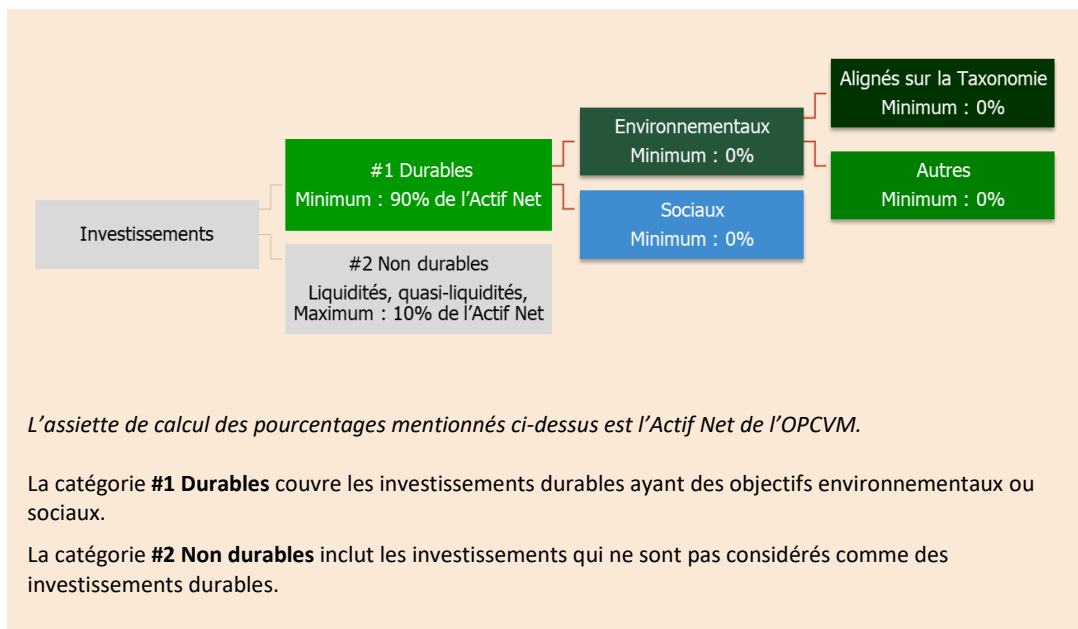 Investissements
#1 Durables
Minimum : 90% de l’Actif Net
#2 Non durables
Liquidités, quasi-liquidités,
Maximum : 10% de l’Actif Net
Environnementaux
Minimum : 0%
Sociaux
Minimum : 0%
Alignés sur la Taxonomie
Minimum : 0%
Autres
Minimum : 0%
L’assiette de calcul des pourcentages mentionnés ci-dessus est l’Actif Net de l’OPCVM.
La catégorie #1 Durables couvre les investissements durables ayant des objectifs environnementaux ou
sociaux.
La catégorie #2 Non durables inclut les investissements qui ne sont pas considérés comme des
investissements durables.